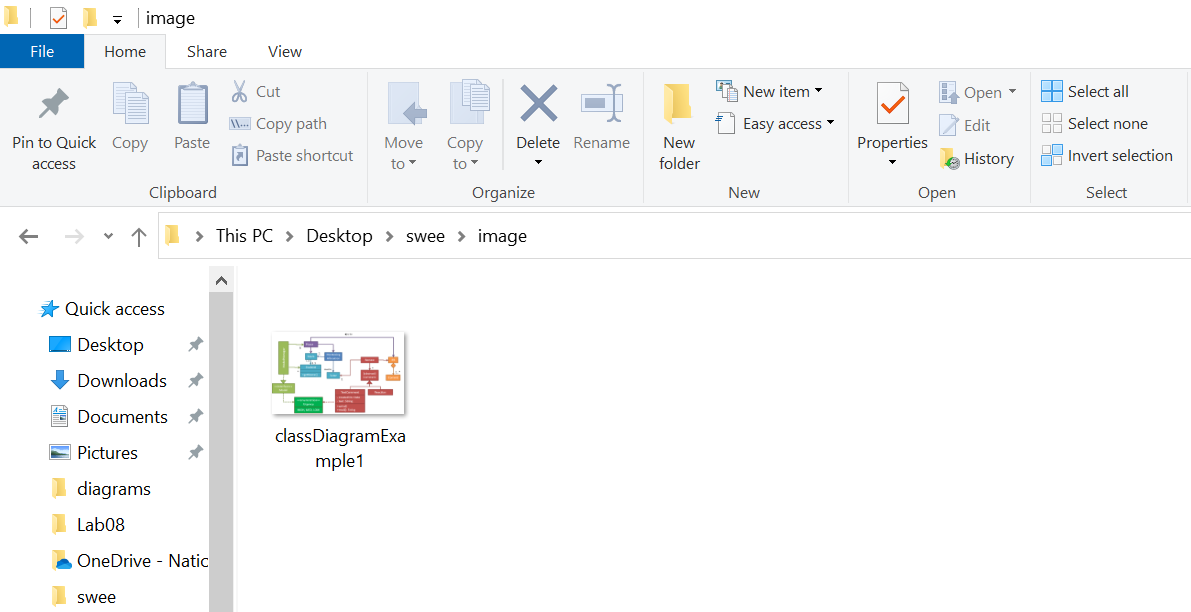 image
File Home Share View
Pin to Quick access
Copy
Paste
Cut
Copy path
Paste shortcut
Clipboard
Move to
Copy to
Delete
Rename
Organize
New folder
New item
Easy access
New
Properties
Open
Edit
History
Open
Select all
Select none
Invert selection
Select
This PC > Desktop > swee > image
Quick access
Desktop
Downloads
Documents
Pictures
diagrams
Lab08
OneDrive - Natic
swee
classDiagramExa
mple1